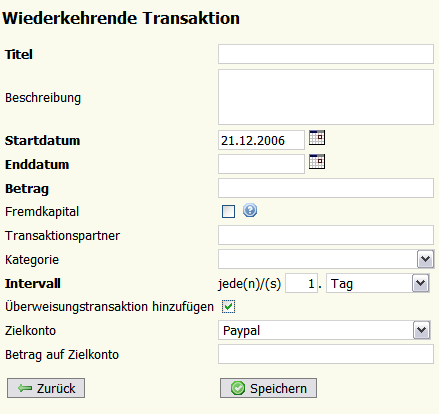 Wiederkehrende Transaktion
Titel
Beschreibung
Startdatum 21.12.2006
Enddatum
Betrag
Fremdkapital ?
Transaktionspartner
Kategorie
Intervall jede(n)/(s) 1 . Tag
Überweisungstransaktion hinzufügen
Zielkonto Paypal
Betrag auf Zielkonto
Zurück Speichern